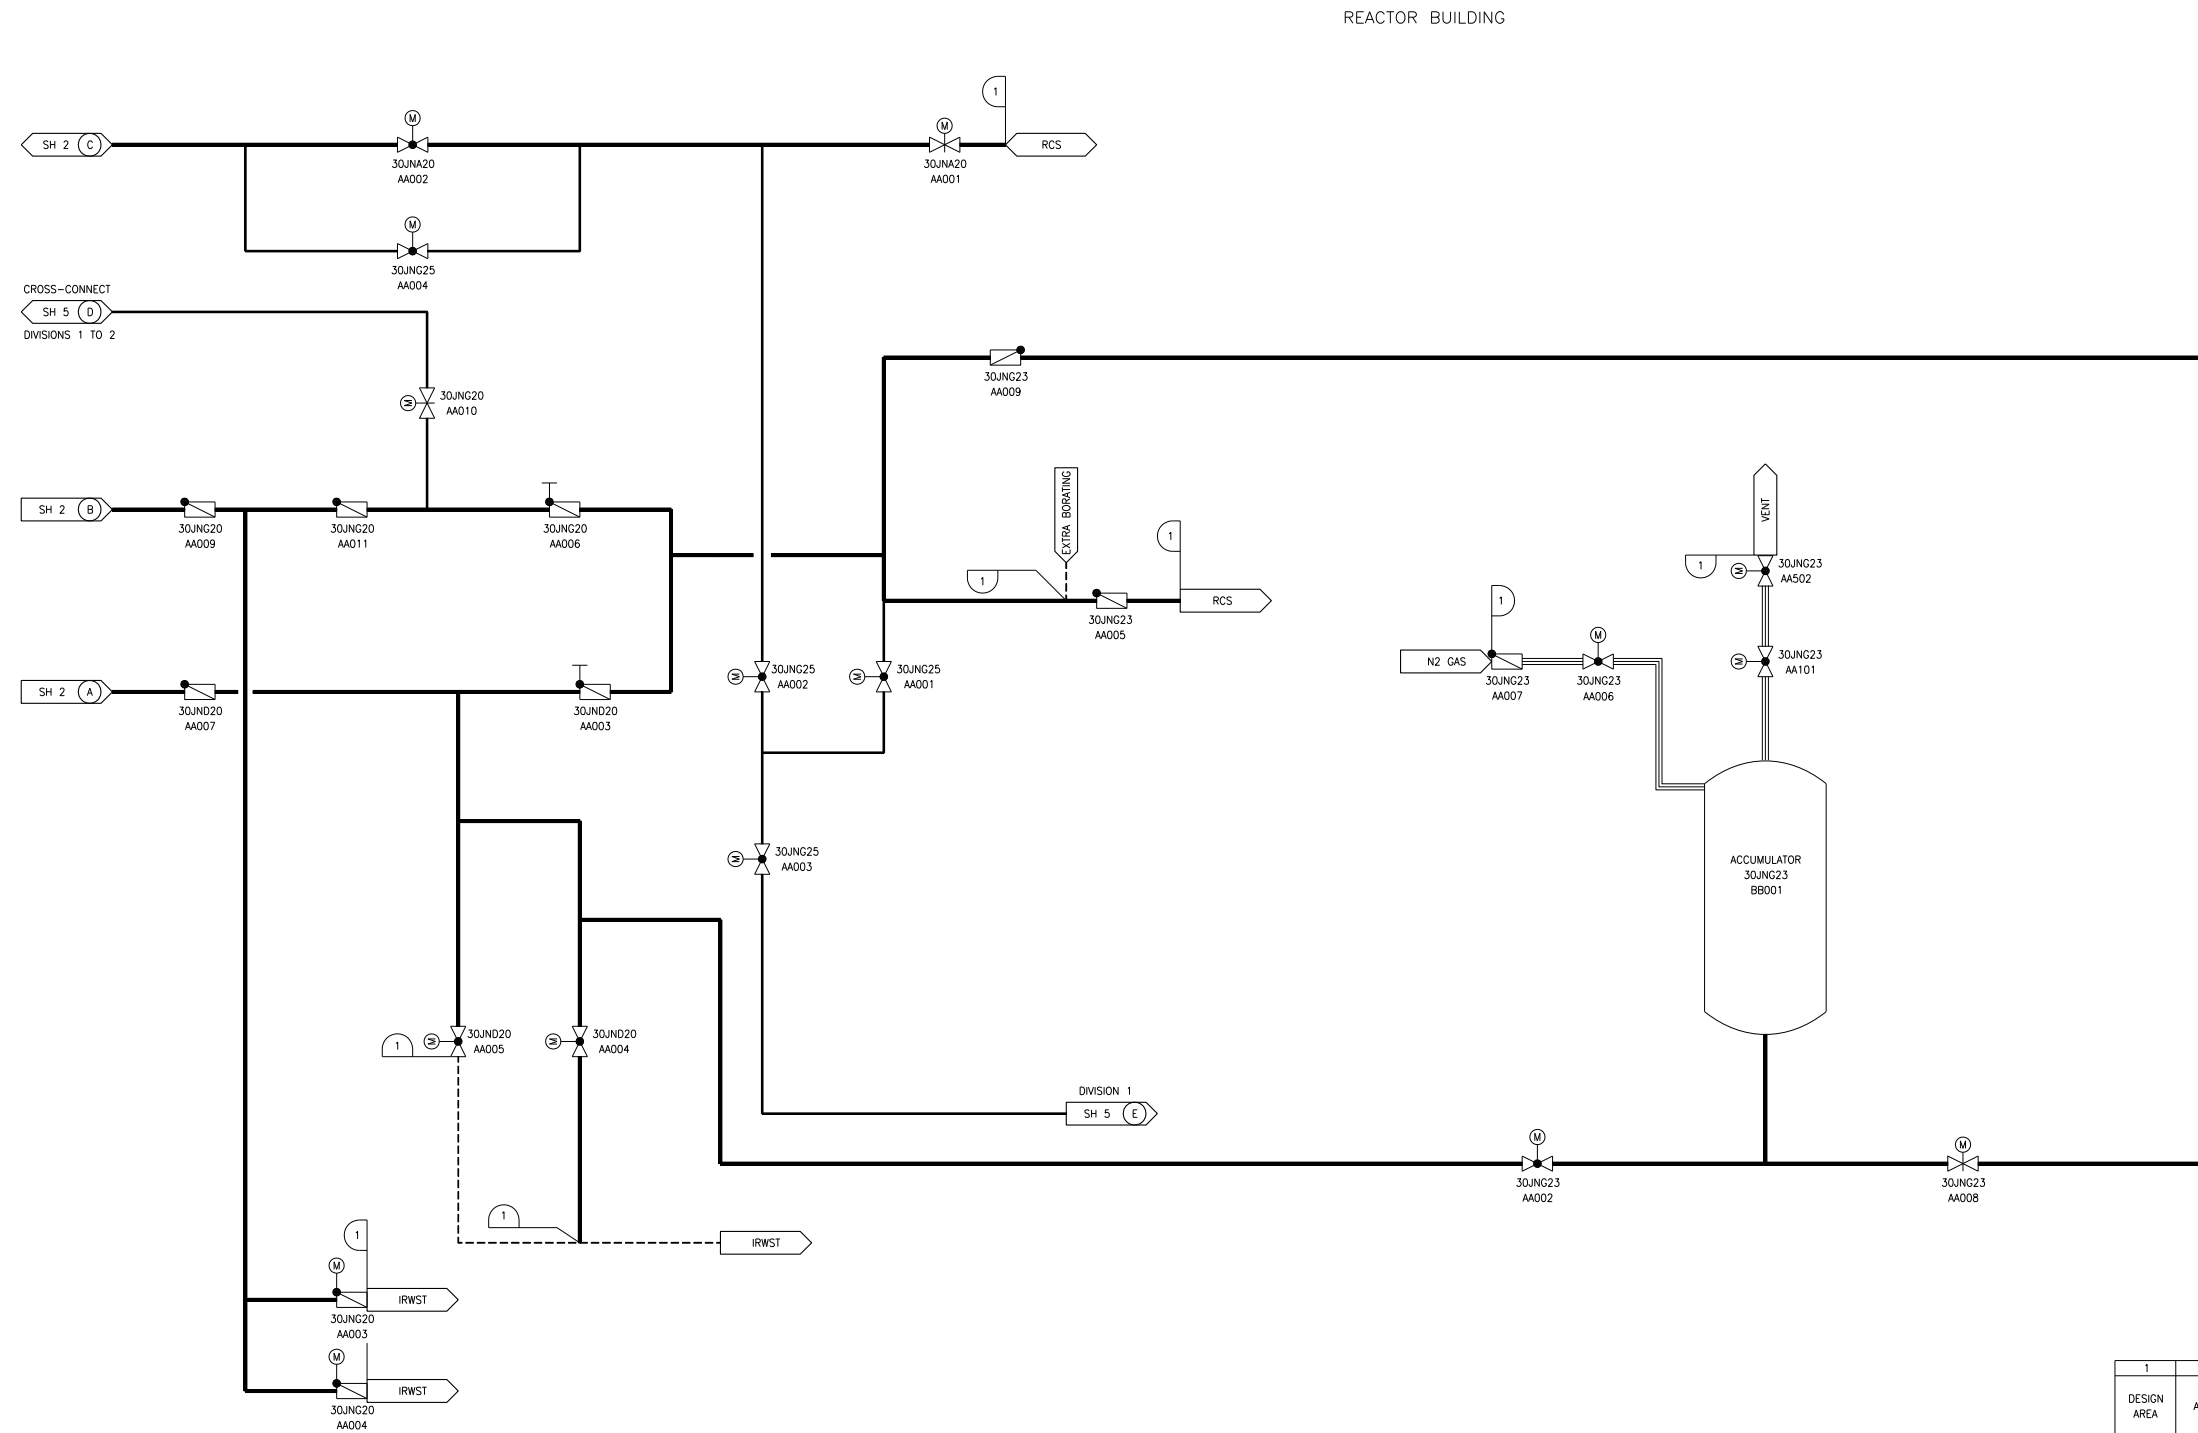 REACTOR BUILDING
1
M
M
SH 2 C
RCS
30JNA20
AA002
30JNA20
AA001
M
30JNG25
AA004
CROSS-CONNECT
SH 5 D
DIVISIONS 1 TO 2
30JNG23
AA009
M
30JNG20
AA010
EXTRA BORATING
VENT
SH 2 B
30JNG20
AA009
30JNG20
AA011
30JNG20
AA006
1
1
1
M
30JNG23
AA502
RCS
30JNG23
AA005
1
M
N2 GAS
30JNG23
AA007
30JNG23
AA006
M
30JNG23
AA101
M
30JNG25
AA002
M
30JNG25
AA001
SH 2 A
30JND20
AA007
30JND20
AA003
M
30JNG25
AA003
ACCUMULATOR
30JNG23
BB001
1
M
30JND20
AA005
M
30JND20
AA004
DIVISION 1
SH 5 E
M
30JNG23
AA002
M
30JNG23
AA008
1
IRWST
1
M
IRWST
30JNG20
AA003
M
IRWST
30JNG20
AA004
1
DESIGN
AREA
A